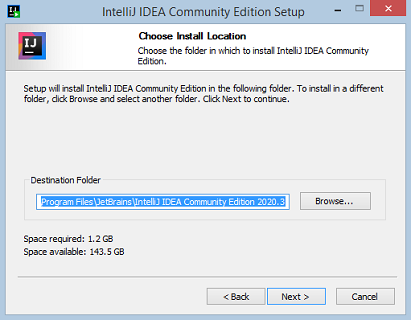 IntelliJ IDEA Community Edition Setup
IJ
Choose Install Location
Choose the folder in which to install IntelliJ IDEA Community
Edition.
Setup will install IntelliJ IDEA Community Edition in the following folder. To install in a different
folder, click Browse and select another folder. Click Next to continue.
Destination Folder
Program Files\JetBrains\IntelliJ IDEA Community Edition 2020.3
Browse...
Space required: 1.2 GB
Space available: 143.5 GB
< Back
Next >
Cancel